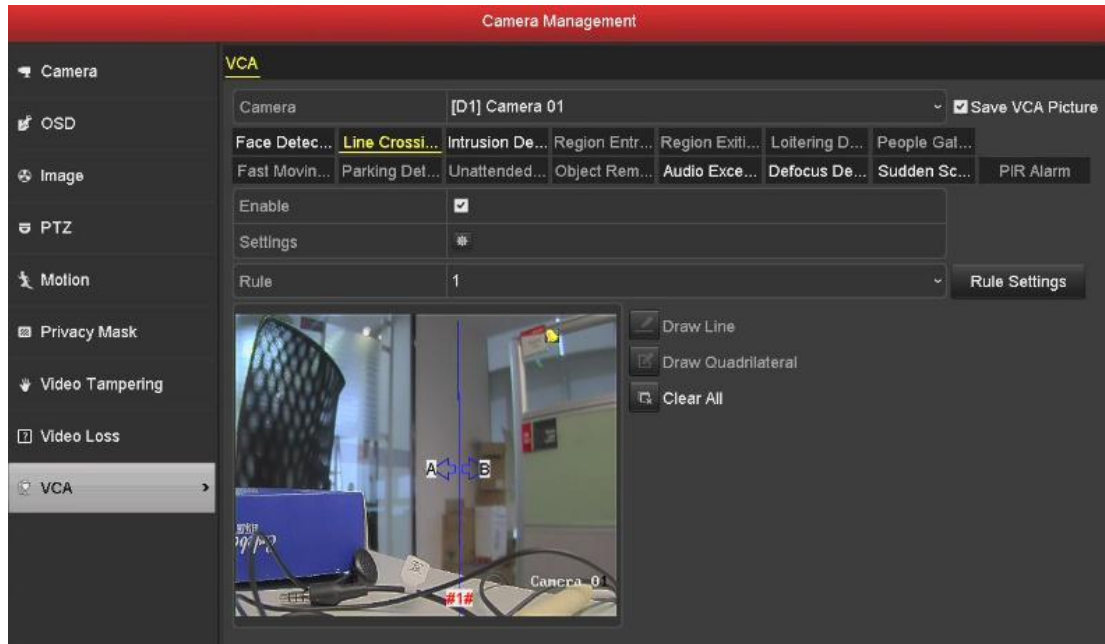 Camera Management
Camera
OSD
Image
PTZ
Motion
Privacy Mask
Video Tampering
Video Loss
VCA
VCA
Camera [D1] Camera 01 Save VCA Picture
Face Detec... Line Crossi... Intrusion De... Region Entr... Region Exiti... Loitering D... People Gat...
Fast Movin... Parking Det... Unattended... Object Rem... Audio Exce... Defocus De... Sudden Sc... PIR Alarm
Enable
Settings
Rule 1 Rule Settings
Draw Line
Draw Quadrilateral
Clear All
A B
Camera 01
#1#